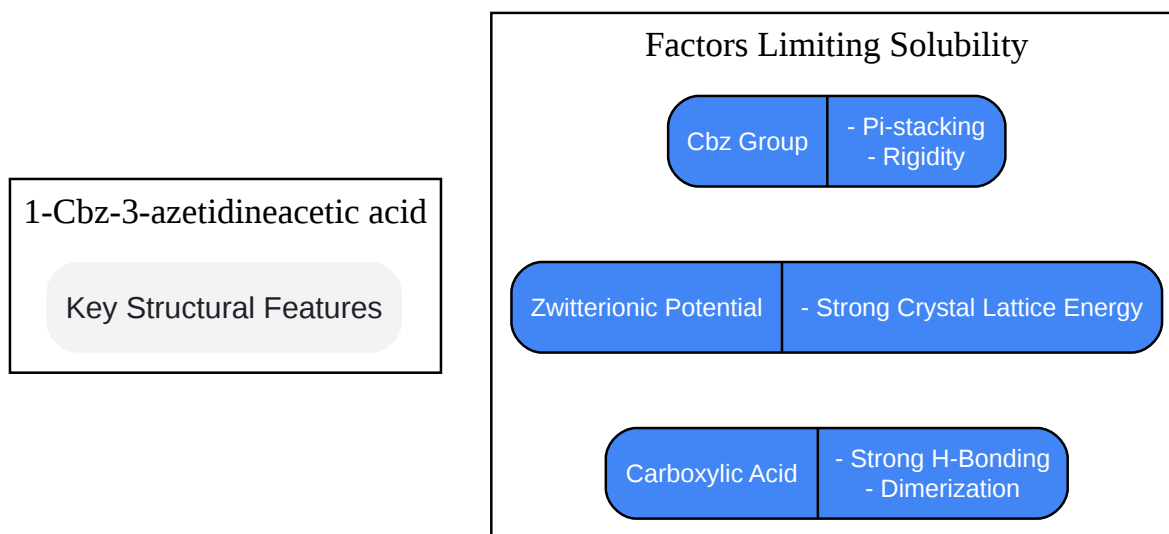 1-Cbz-3-azetidineacetic acid
Key Structural Features
Factors Limiting Solubility
Cbz Group
- Pi-stacking
- Rigidity
Zwitterionic Potential
- Strong Crystal Lattice Energy
Carboxylic Acid
- Strong H-Bonding
- Dimerization